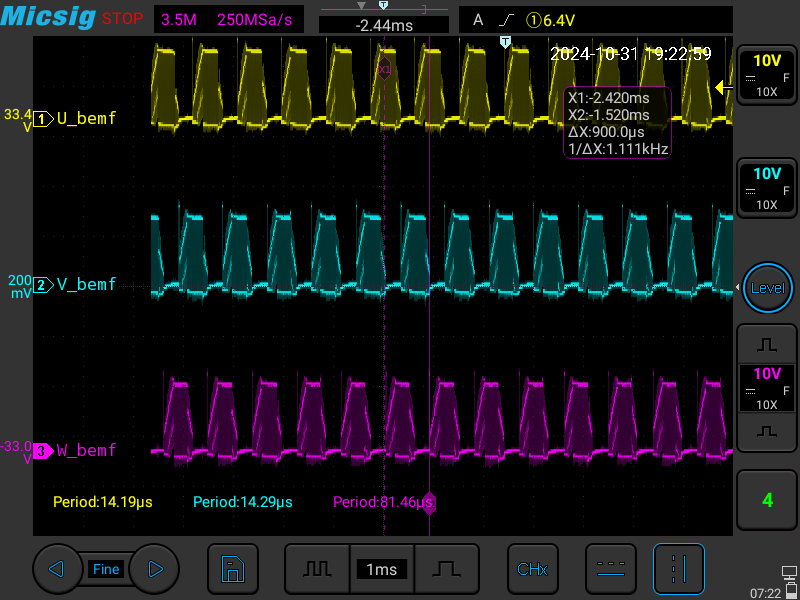 Micsig STOP 3.5M 250MSa/s -2.44ms A ①6.4V
T
T
2024-10-31 19:22:59
10V
F
10X
X1
X1:-2.420ms
X2:-1.520ms
ΔX:900.0μs
1/ΔX:1.111kHz
33.4
V
1 U_bemf
10V
F
10X
200
mV
2 V_bemf
Level
10V
F
10X
-33.0
V
3 W_bemf
Period:14.19μs Period:14.29μs Period:81.46μs
4
Fine 1ms CHx
07:22